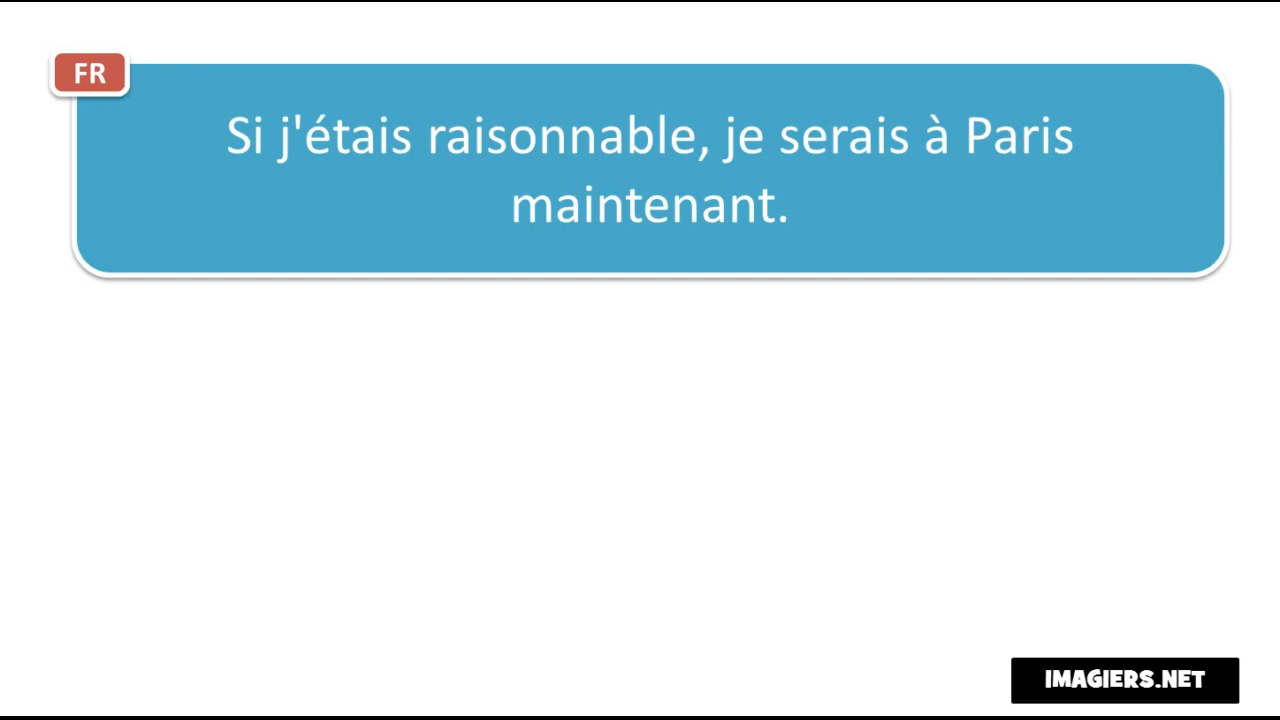 FR
Si j'étais raisonnable, je serais à Paris
maintenant.
IMAGIERS.NET